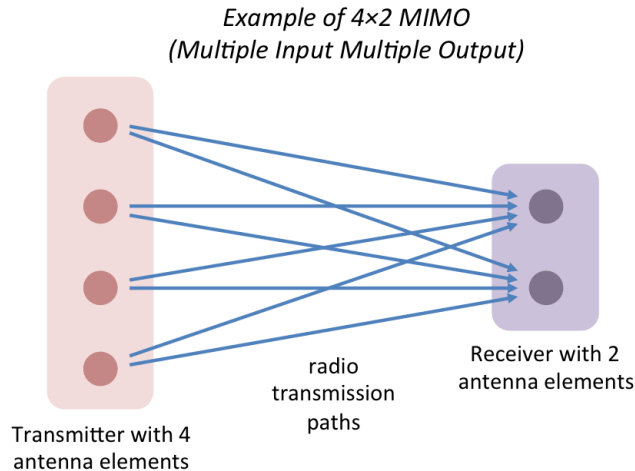 Example of 4×2 MIMO
(Multiple Input Multiple Output)
radio
transmission
paths
Receiver with 2
antenna elements
Transmitter with 4
antenna elements